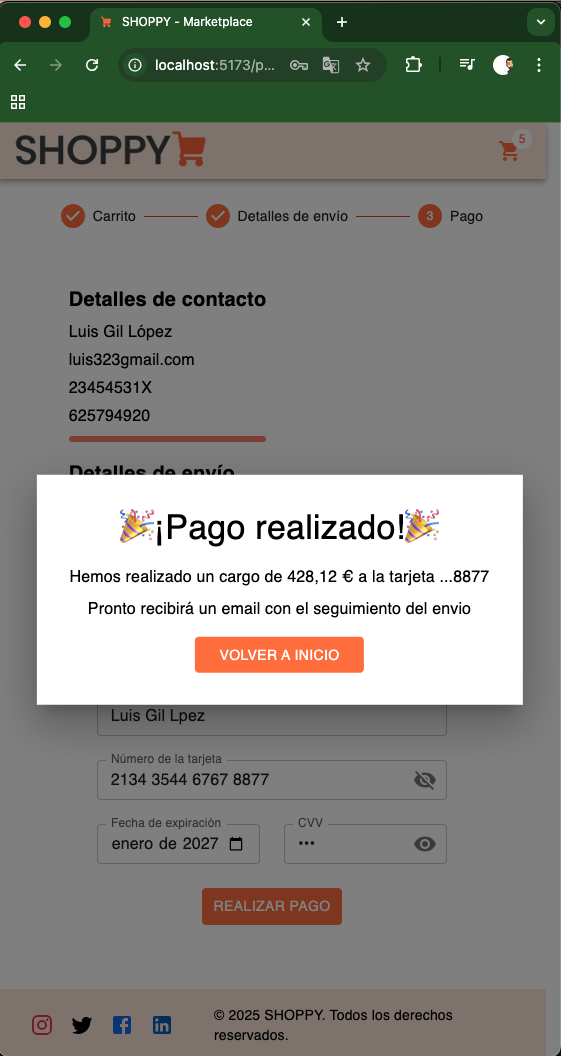 SHOPPY - Marketplace
localhost:5173/p...
SHOPPY
5
Carrito
Detalles de envío
3
Pago
Detalles de contacto
Luis Gil López
luis323gmail.com
23454531X
625794920
Detalles de envío
🎉¡Pago realizado!🎉
Hemos realizado un cargo de 428,12 € a la tarjeta ...8877
Pronto recibirá un email con el seguimiento del envio
VOLVER A INICIO
Luis Gil Lpez
Número de la tarjeta
2134 3544 6767 8877
Fecha de expiración
CVV
enero de 2027
•••
REALIZAR PAGO
© 2025 SHOPPY. Todos los derechos
reservados.